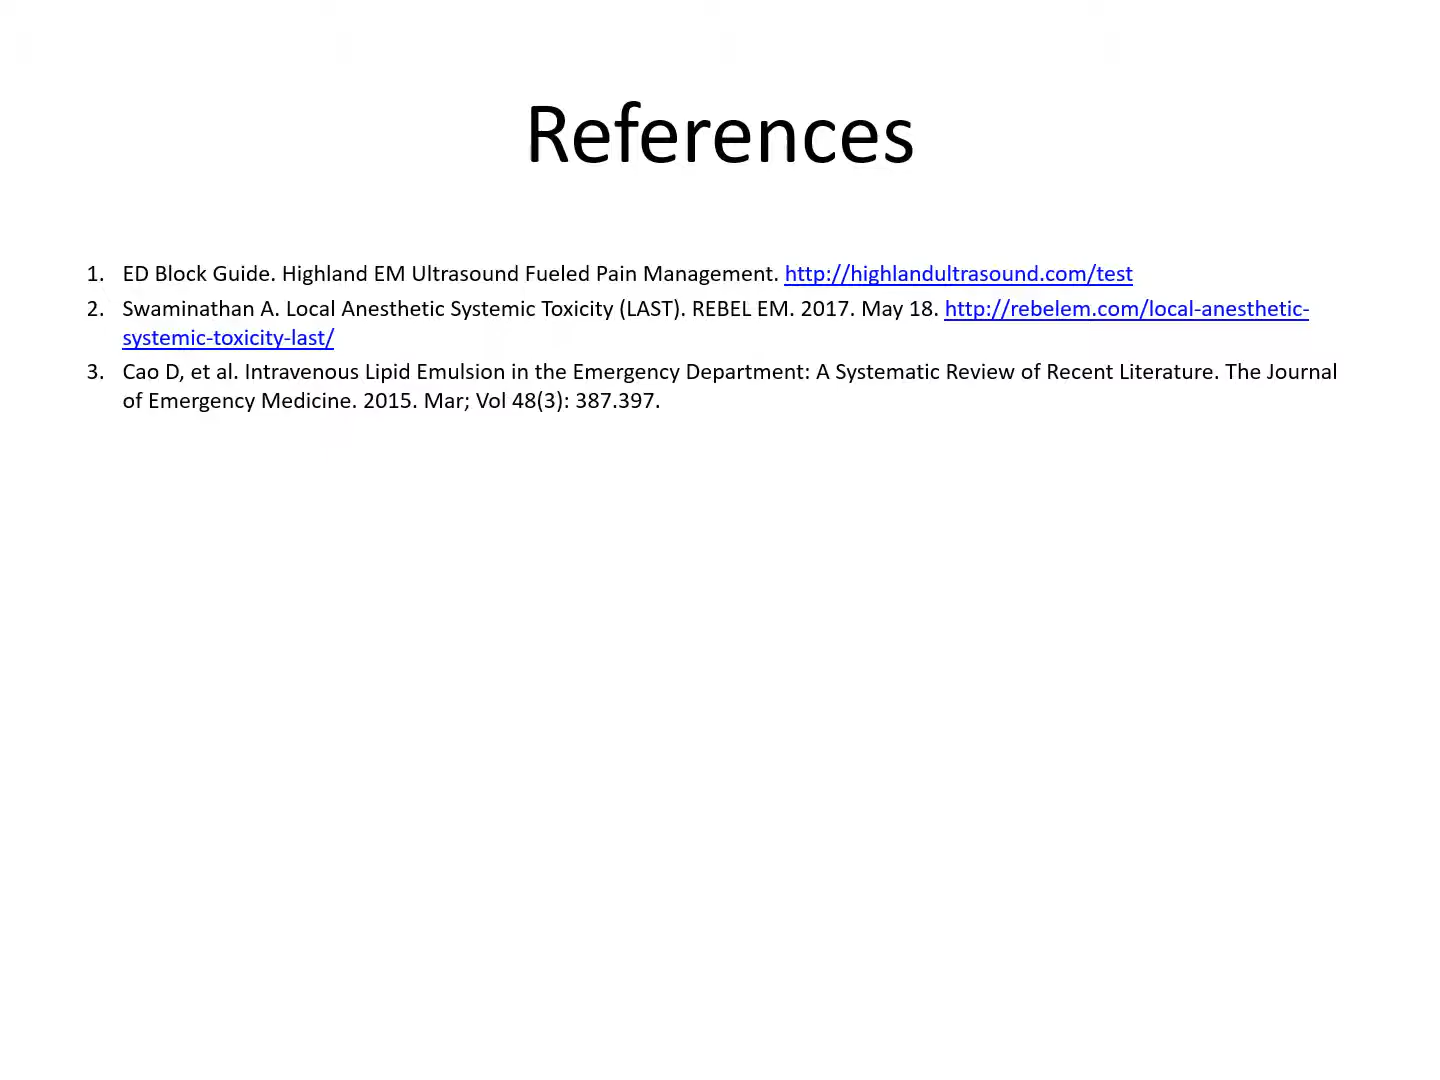 References
1. ED Block Guide. Highland EM Ultrasound Fueled Pain Management. http://highlandultrasound.com/test
2. Swaminathan A. Local Anesthetic Systemic Toxicity (LAST). REBEL EM. 2017. May 18. http://rebelem.com/local-anesthetic-
systemic-toxicity-last/
3. Cao D, et al. Intravenous Lipid Emulsion in the Emergency Department: A Systematic Review of Recent Literature. The Journal
of Emergency Medicine. 2015. Mar; Vol 48(3): 387.397.